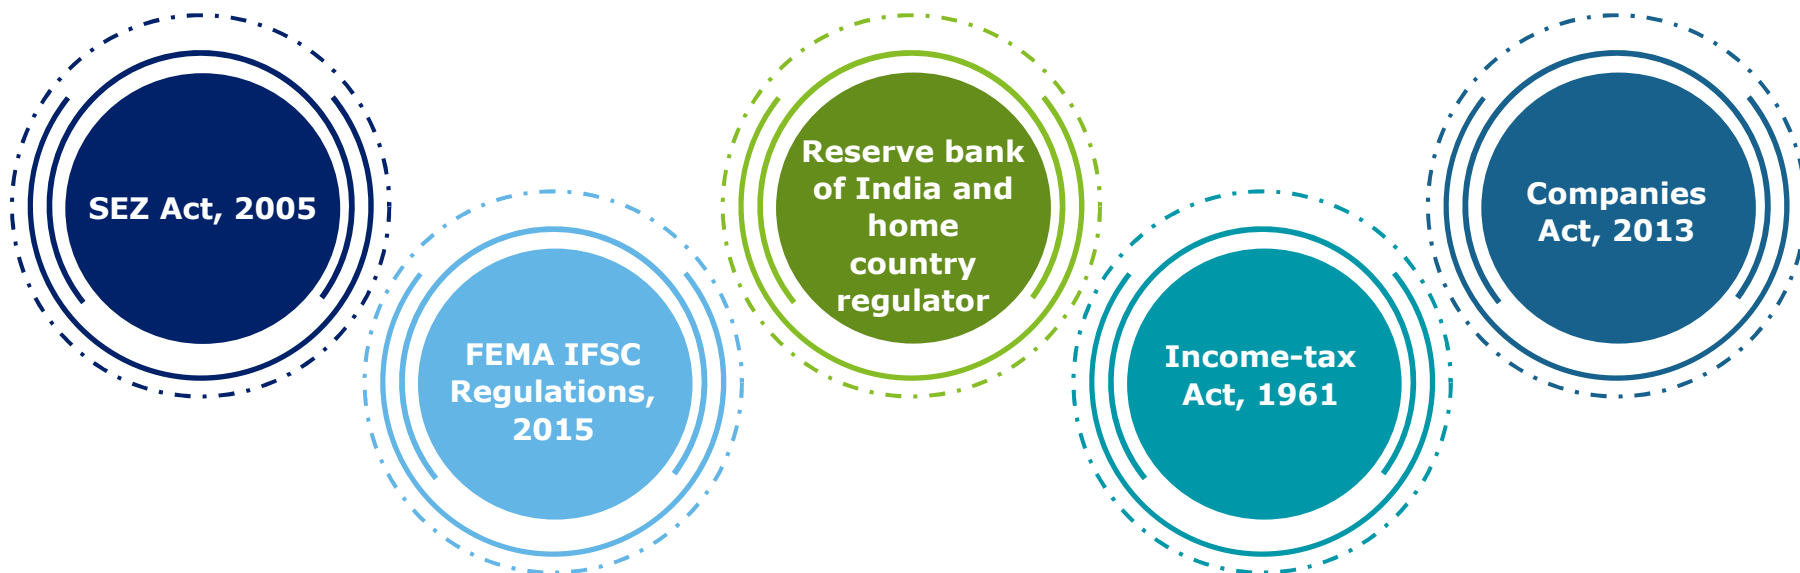 SEZ Act, 2005
FEMA IFSC
Regulations,
2015
Reserve bank
of India and
home
country
regulator
Income-tax
Act, 1961
Companies
Act, 2013